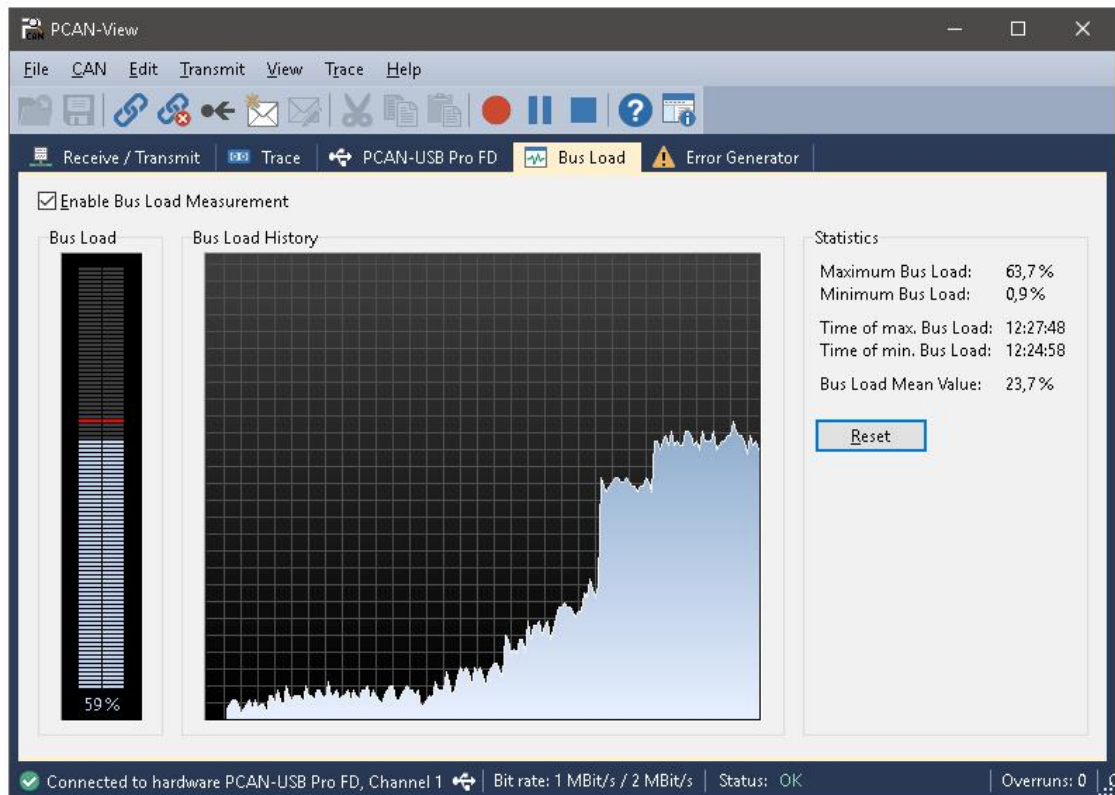 PCAN-View
File CAN Edit Transmit View Trace Help
Receive / Transmit Trace PCAN-USB Pro FD Bus Load Error Generator
Enable Bus Load Measurement
Bus Load
59%
Bus Load History
Statistics
Maximum Bus Load: 63,7%
Minimum Bus Load: 0,9%
Time of max. Bus Load: 12:27:48
Time of min. Bus Load: 12:24:58
Bus Load Mean Value: 23,7%
Reset
Connected to hardware PCAN-USB Pro FD, Channel 1 Bit rate: 1 MBit/s / 2 MBit/s Status: OK Overruns: 0